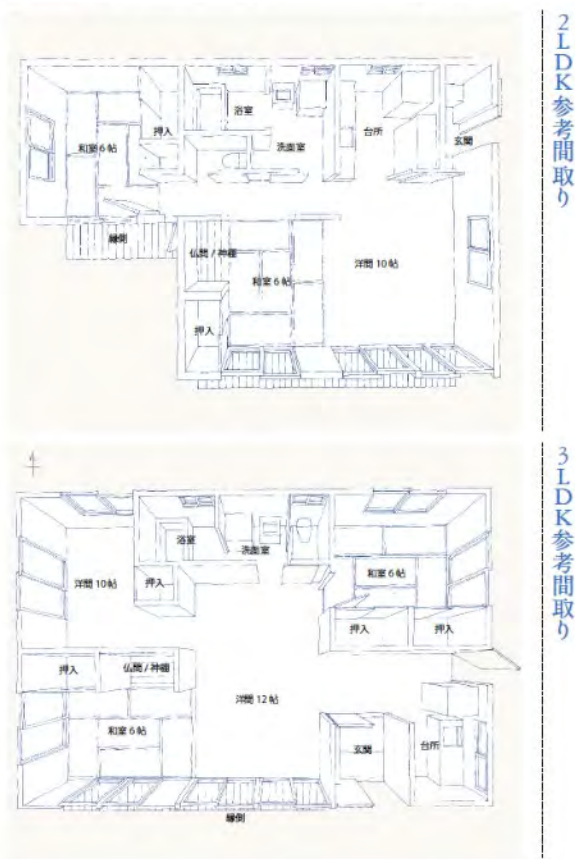 2LDK参考間取り
浴室
押入
和室6帖
洗面室
台所
玄関
縁側
仏間/神棚
和室6帖
洋間10帖
押入
3LDK参考間取り
浴室
洗面室
洋間10帖
押入
和室6帖
押入
押入
押入
仏間/神棚
洋間12帖
和室6帖
玄関
台所
縁側